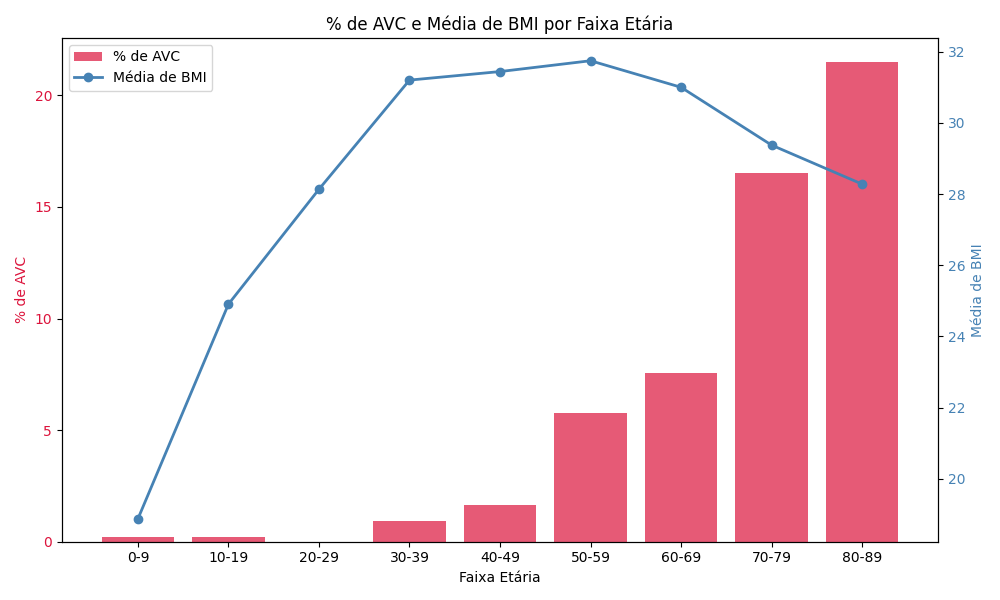 % de AVC e Média de BMI por Faixa Etária
% de AVC
Média de BMI
% de AVC
20
15
10
5
0
32
30
28
26
24
22
20
Média de BMI
0-9 10-19 20-29 30-39 40-49 50-59 60-69 70-79 80-89
Faixa Etária